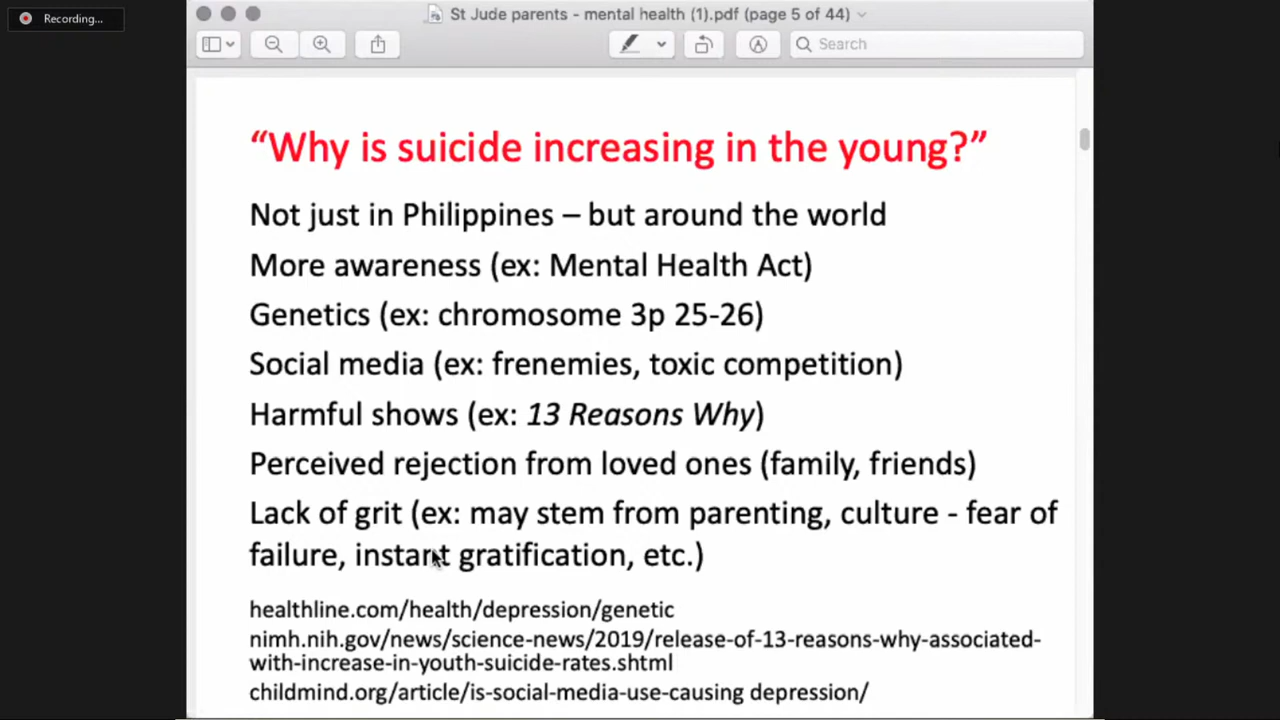 Recording...
St Jude parents - mental health (1).pdf (page 5 of 44)
Search
“Why is suicide increasing in the young?”
Not just in Philippines – but around the world
More awareness (ex: Mental Health Act)
Genetics (ex: chromosome 3p 25-26)
Social media (ex: frenemies, toxic competition)
Harmful shows (ex: 13 Reasons Why)
Perceived rejection from loved ones (family, friends)
Lack of grit (ex: may stem from parenting, culture - fear of
failure, instant gratification, etc.)
healthline.com/health/depression/genetic
nimh.nih.gov/news/science-news/2019/release-of-13-reasons-why-associated-
with-increase-in-youth-suicide-rates.shtml
childmind.org/article/is-social-media-use-causing depression/